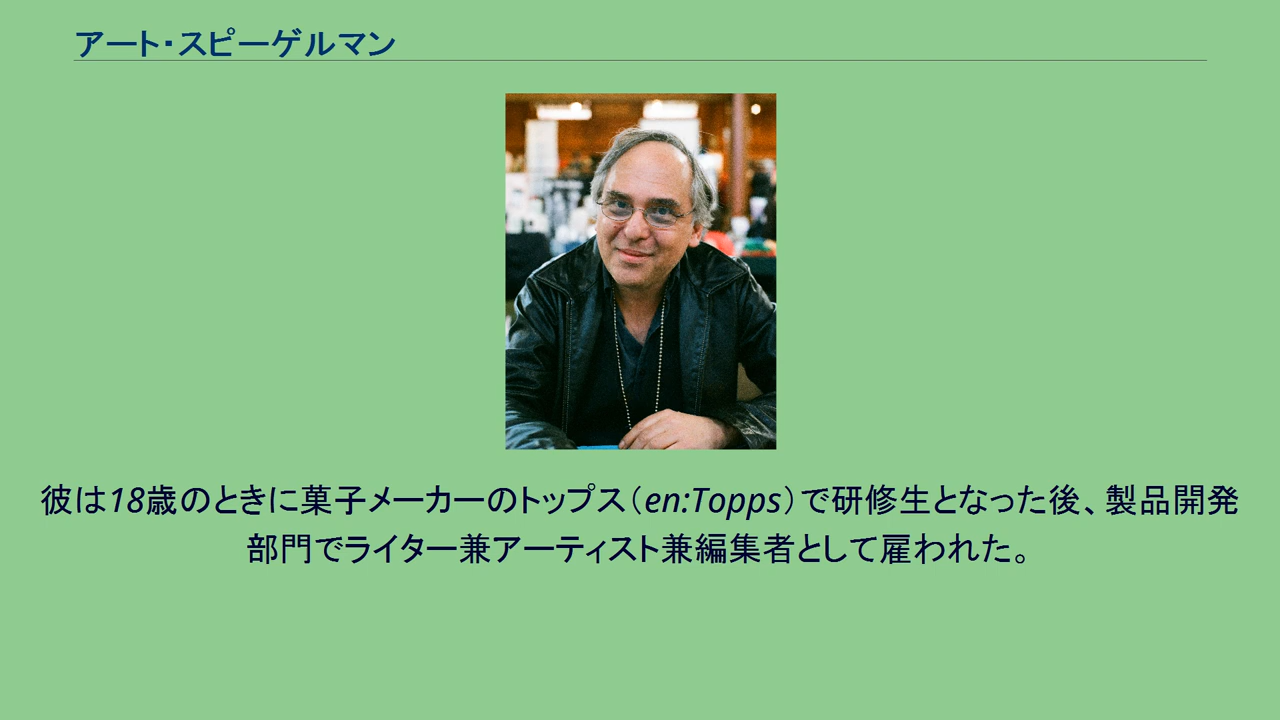 アート・スピーゲルマン
彼は18歳のときに菓子メーカーのトップス（en:Topps）で研修生となった後、製品開発
部門でライター兼アーティスト兼編集者として雇われた。